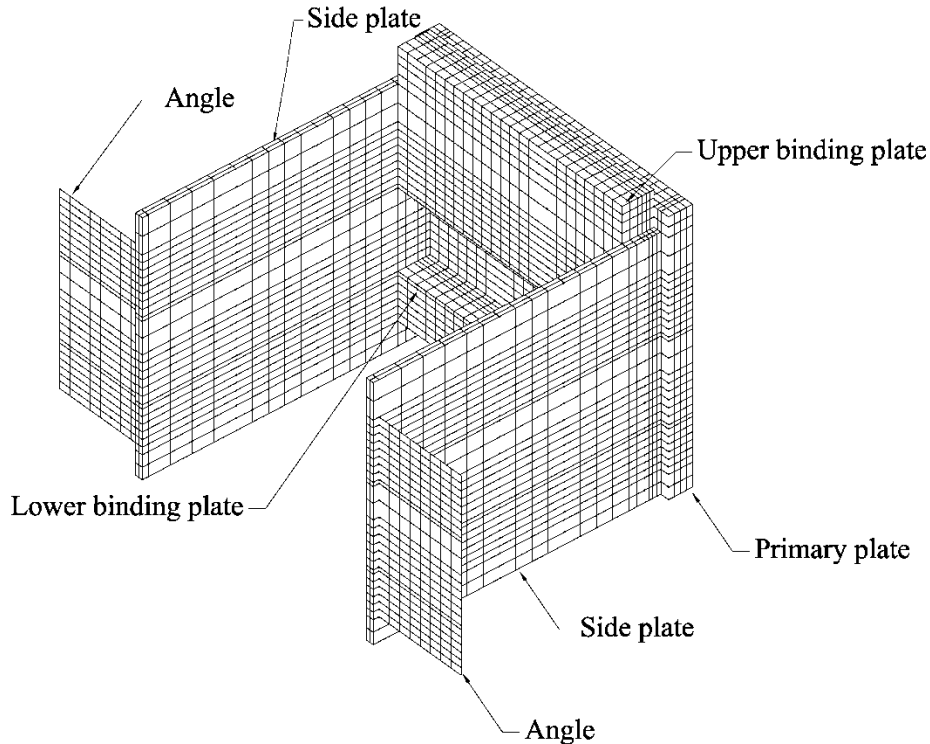 Side plate
Angle
Upper binding plate
Lower binding plate
Primary plate
Side plate
Angle